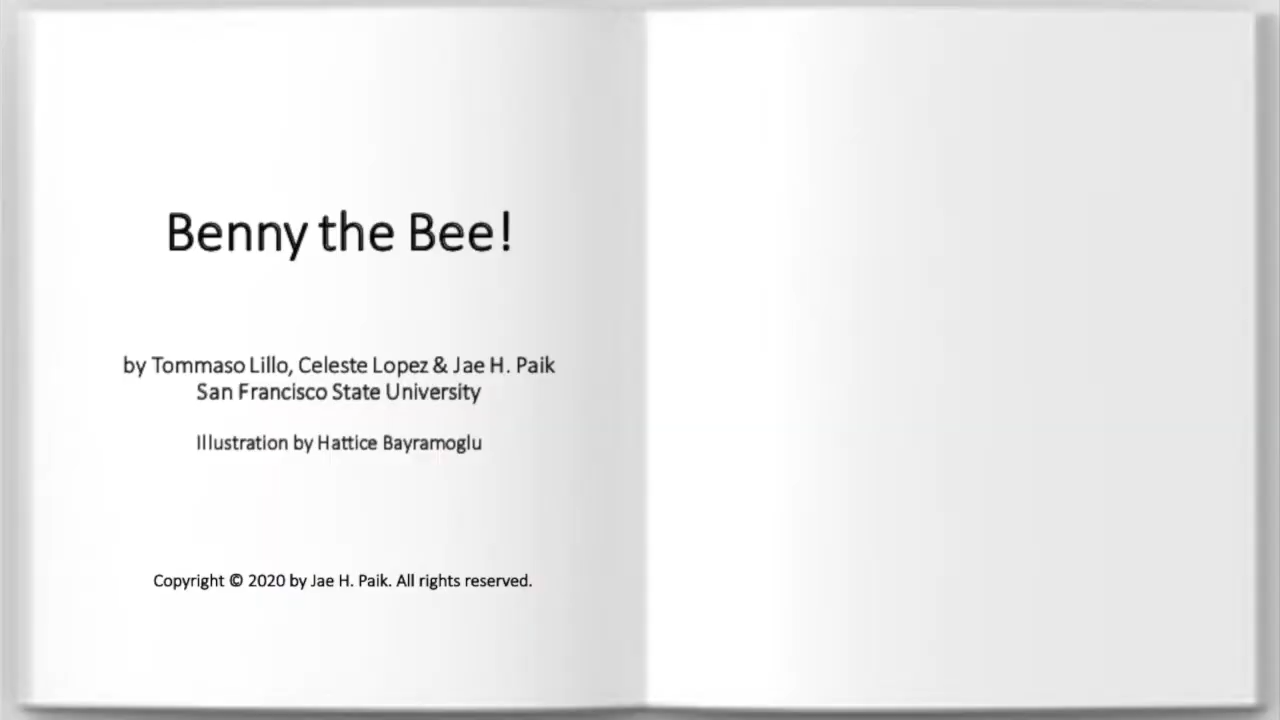 Benny the Bee!
by Tommaso Lillo, Celeste Lopez & Jae H. Paik
San Francisco State University
Illustration by Hattice Bayramoglu
Copyright © 2020 by Jae H. Paik. All rights reserved.